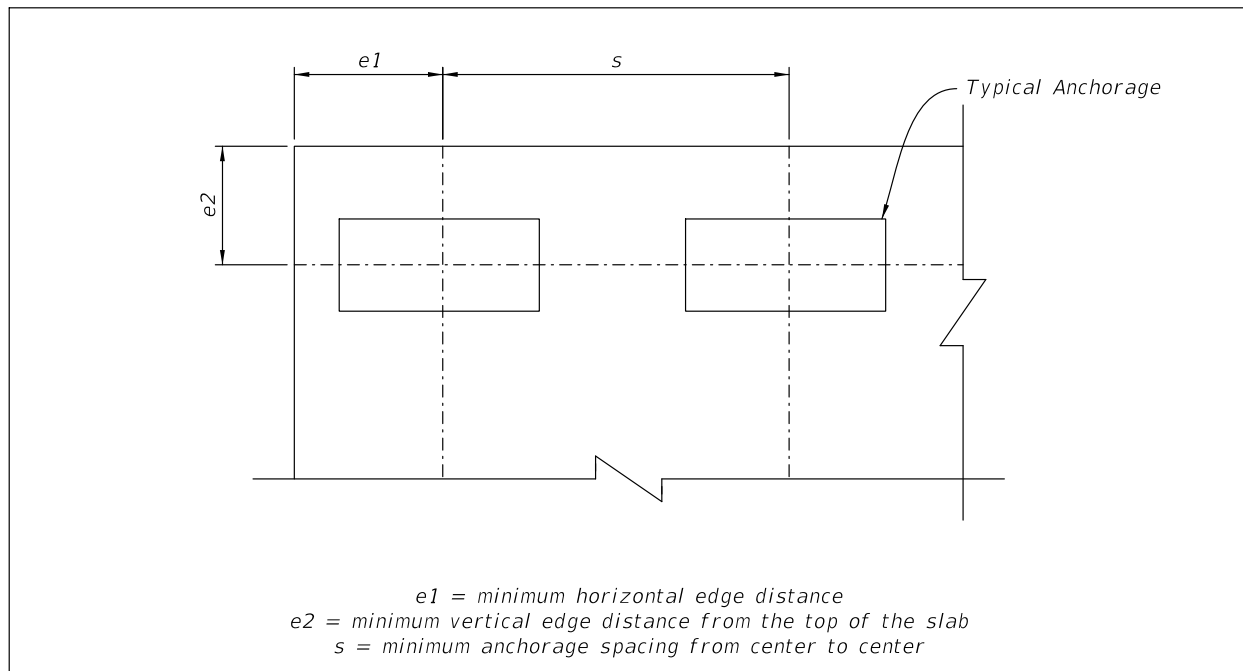 e1
s
Typical Anchorage
e2
e1 = minimum horizontal edge distance
e2 = minimum vertical edge distance from the top of the slab
s = minimum anchorage spacing from center to center